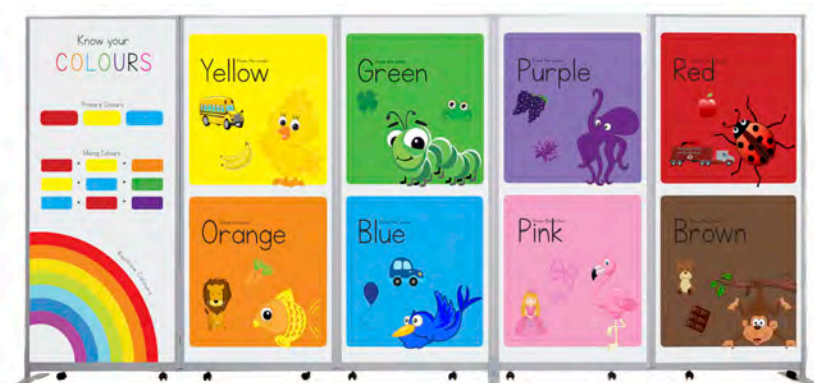 Know your
COLOURS
Primary Colours
Mixing Colours
Rainbow Colours
Yellow
Green
Purple
Red
Orange
Blue
Pink
Brown